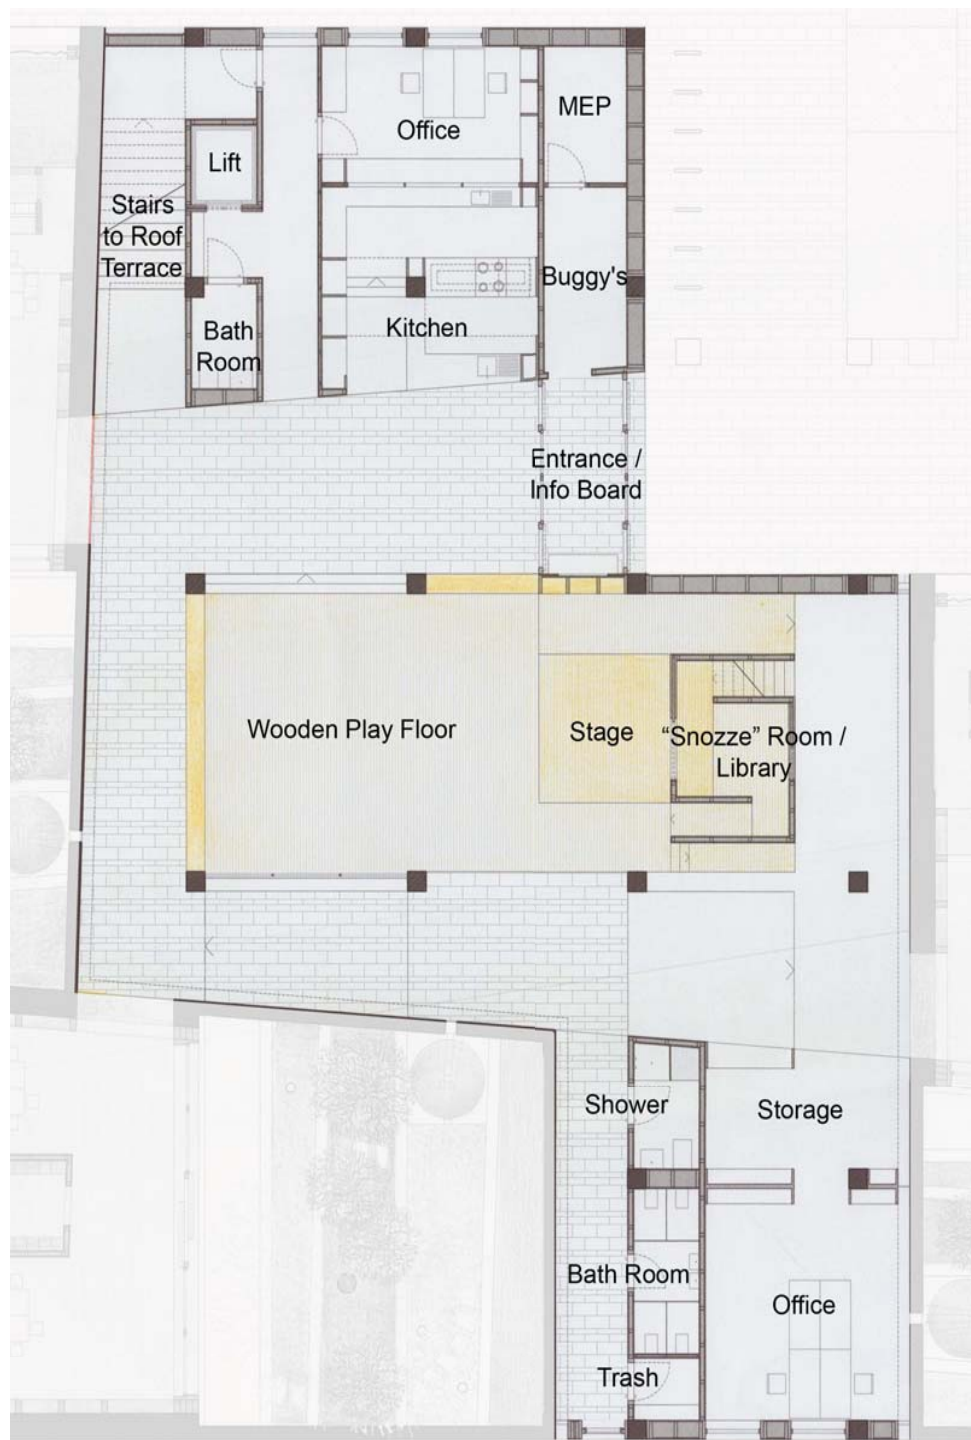 MEP
Office
Lift
Stairs
to Roof
Terrace
Buggy's
Bath
Room
Kitchen
Entrance /
Info Board
Wooden Play Floor
Stage
“Snozze” Room /
Library
Shower
Storage
Bath Room
Office
Trash